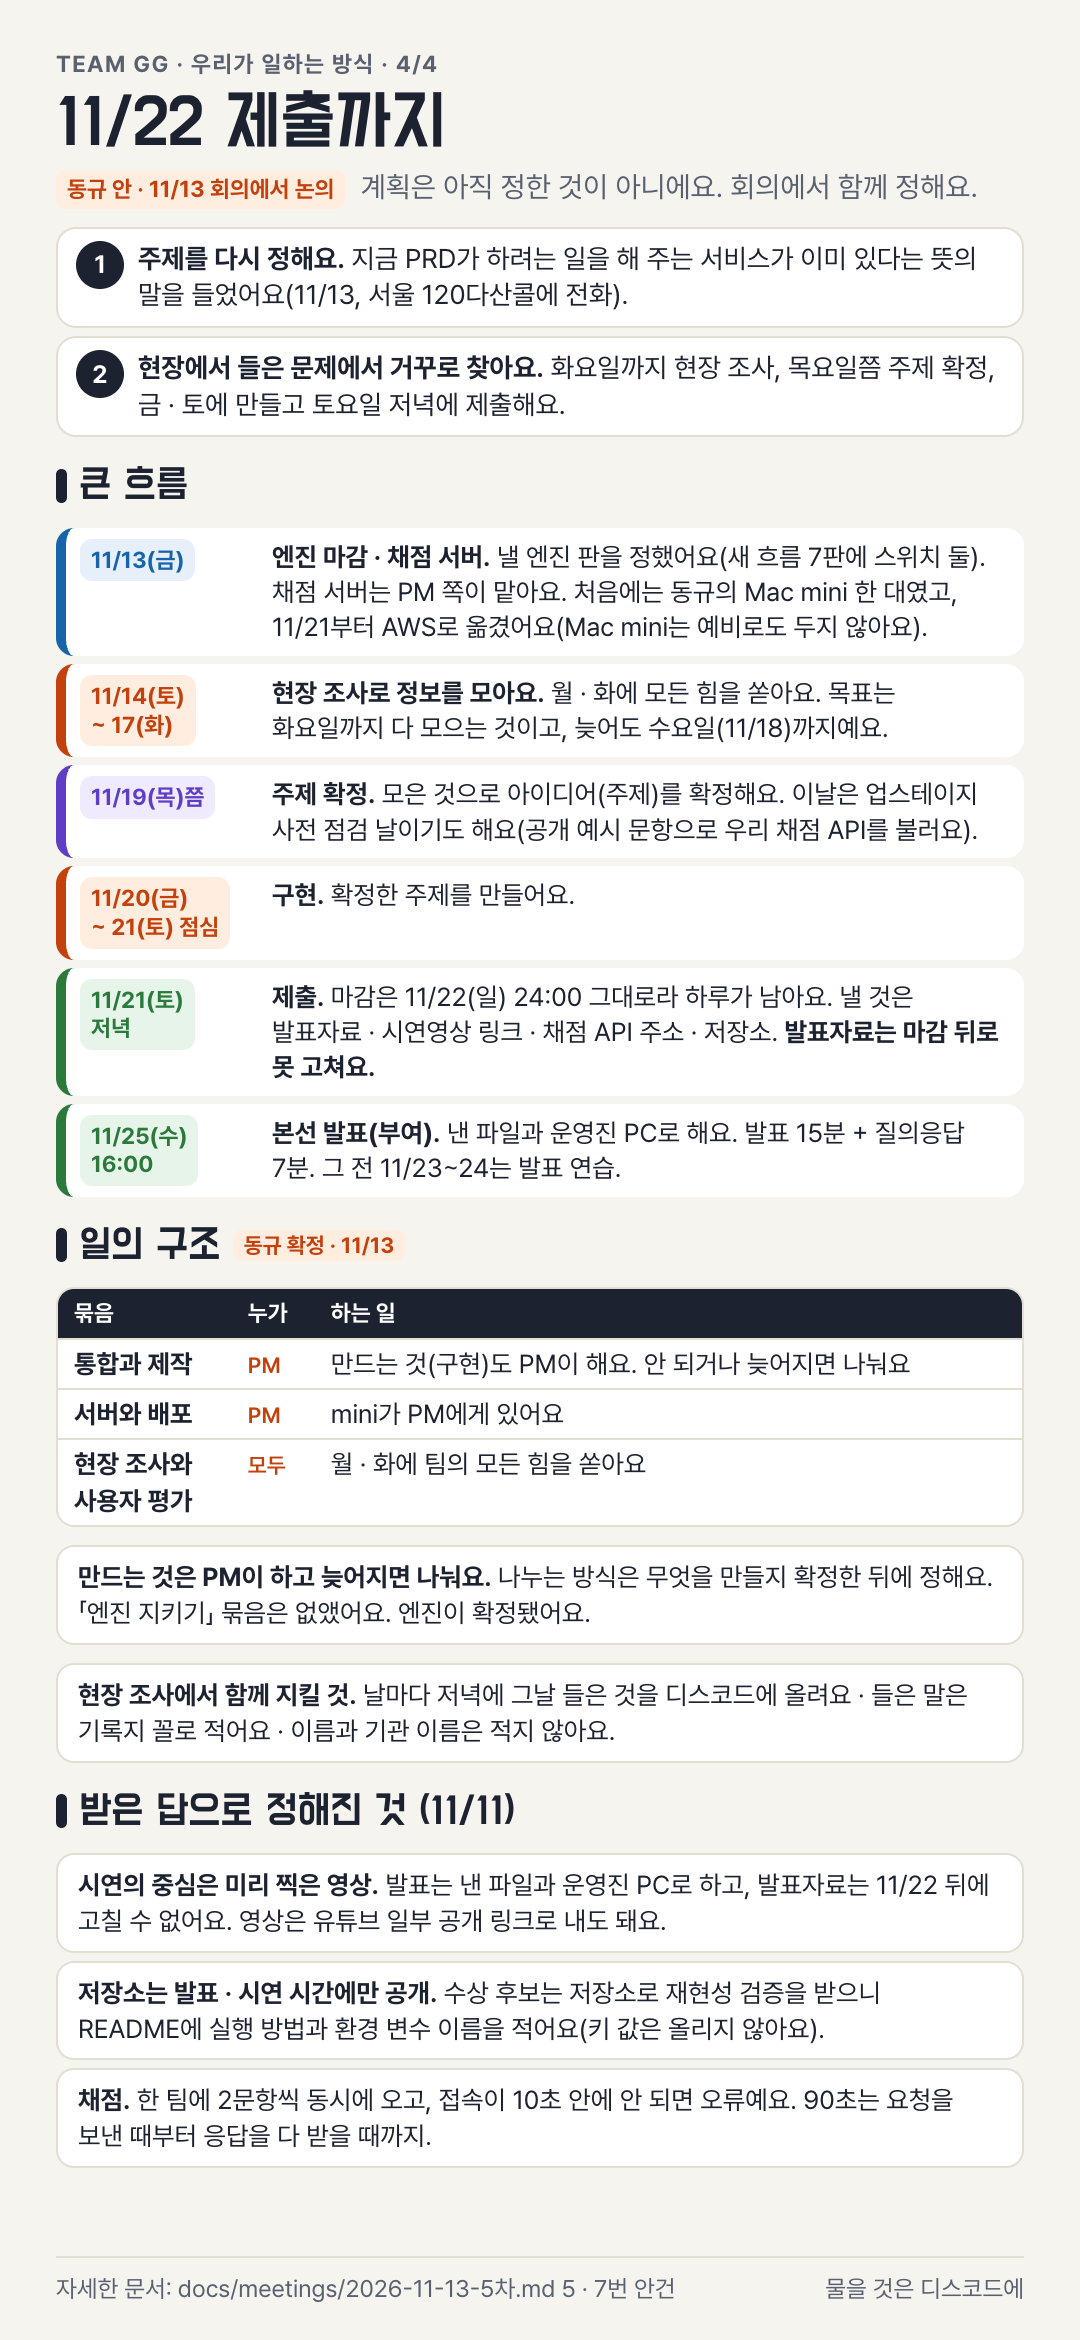 TEAM GG · 우리가 일하는 방식 · 4/4
11/22 제출까지
동규 안 · 11/13 회의에서 논의 계획은 아직 정한 것이 아니에요. 회의에서 함께 정해요.
1 주제를 다시 정해요. 지금 PRD가 하려는 일을 해 주는 서비스가 이미 있다는 뜻의
말을 들었어요(11/13, 서울 120다산콜에 전화).
2 현장에서 들은 문제에서 거꾸로 찾아요. 화요일까지 현장 조사, 목요일쯤 주제 확정,
금 · 토에 만들고 토요일 저녁에 제출해요.
큰 흐름
11/13(금) 엔진 마감 · 채점 서버. 낼 엔진 판을 정했어요(새 흐름 7판에 스위치 둘).
채점 서버는 PM 쪽이 맡아요. 처음에는 동규의 Mac mini 한 대였고,
11/21부터 AWS로 옮겼어요(Mac mini는 예비로도 두지 않아요).
11/14(토)
~ 17(화)
현장 조사로 정보를 모아요. 월 · 화에 모든 힘을 쏟아요. 목표는
화요일까지 다 모으는 것이고, 늦어도 수요일(11/18)까지예요.
11/19(목)쯤 주제 확정. 모은 것으로 아이디어(주제)를 확정해요. 이날은 업스테이지
사전 점검 날이기도 해요(공개 예시 문항으로 우리 채점 API를 불러요).
11/20(금)
~ 21(토) 점심
구현. 확정한 주제를 만들어요.
11/21(토)
저녁
제출. 마감은 11/22(일) 24:00 그대로라 하루가 남아요. 낼 것은
발표자료 · 시연영상 링크 · 채점 API 주소 · 저장소. 발표자료는 마감 뒤로
못 고쳐요.
11/25(수)
16:00
본선 발표(부여). 낸 파일과 운영진 PC로 해요. 발표 15분 + 질의응답
7분. 그 전 11/23~24는 발표 연습.
일의 구조 동규 확정 · 11/13
묶음 누가 하는 일
통합과 제작 PM 만드는 것(구현)도 PM이 해요. 안 되거나 늦어지면 나눠요
서버와 배포 PM mini가 PM에게 있어요
현장 조사와
사용자 평가
모두 월 · 화에 팀의 모든 힘을 쏟아요
만드는 것은 PM이 하고 늦어지면 나눠요. 나누는 방식은 무엇을 만들지 확정한 뒤에 정해요.
「엔진 지키기」 묶음은 없앴어요. 엔진이 확정됐어요.
현장 조사에서 함께 지킬 것. 날마다 저녁에 그날 들은 것을 디스코드에 올려요 · 들은 말은
기록지 꼴로 적어요 · 이름과 기관 이름은 적지 않아요.
받은 답으로 정해진 것 (11/11)
시연의 중심은 미리 찍은 영상. 발표는 낸 파일과 운영진 PC로 하고, 발표자료는 11/22 뒤에
고칠 수 없어요. 영상은 유튜브 일부 공개 링크로 내도 돼요.
저장소는 발표 · 시연 시간에만 공개. 수상 후보는 저장소로 재현성 검증을 받으니
README에 실행 방법과 환경 변수 이름을 적어요(키 값은 올리지 않아요).
채점. 한 팀에 2문항씩 동시에 오고, 접속이 10초 안에 안 되면 오류예요. 90초는 요청을
보낸 때부터 응답을 다 받을 때까지.
자세한 문서: docs/meetings/2026-11-13-5차.md 5 · 7번 안건 물을 것은 디스코드에